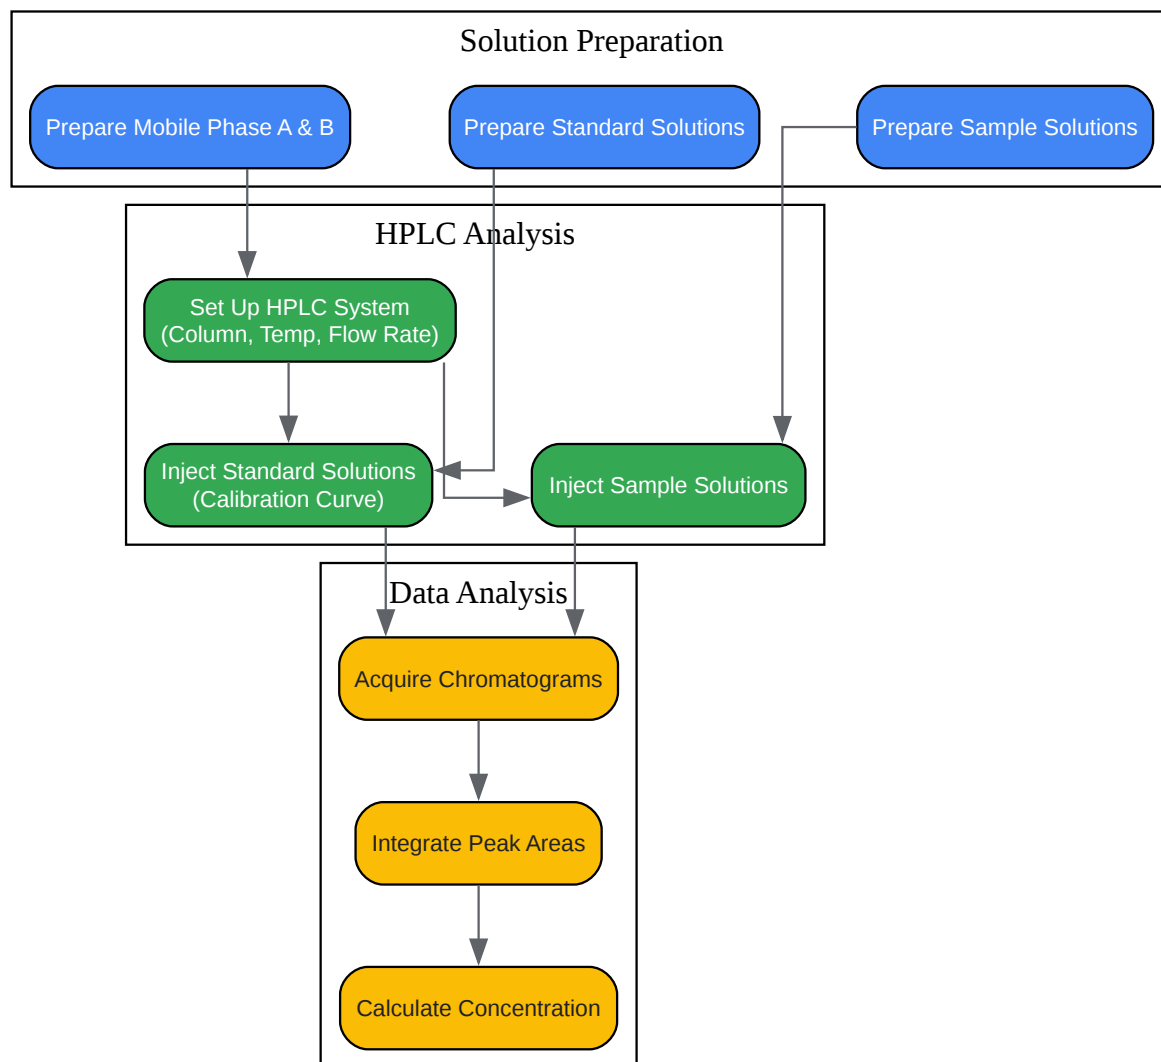 Solution Preparation
Prepare Mobile Phase A & B
Prepare Standard Solutions
Prepare Sample Solutions
HPLC Analysis
Set Up HPLC System
(Column, Temp, Flow Rate)
Inject Standard Solutions
(Calibration Curve)
Inject Sample Solutions
Data Analysis
Acquire Chromatograms
Integrate Peak Areas
Calculate Concentration